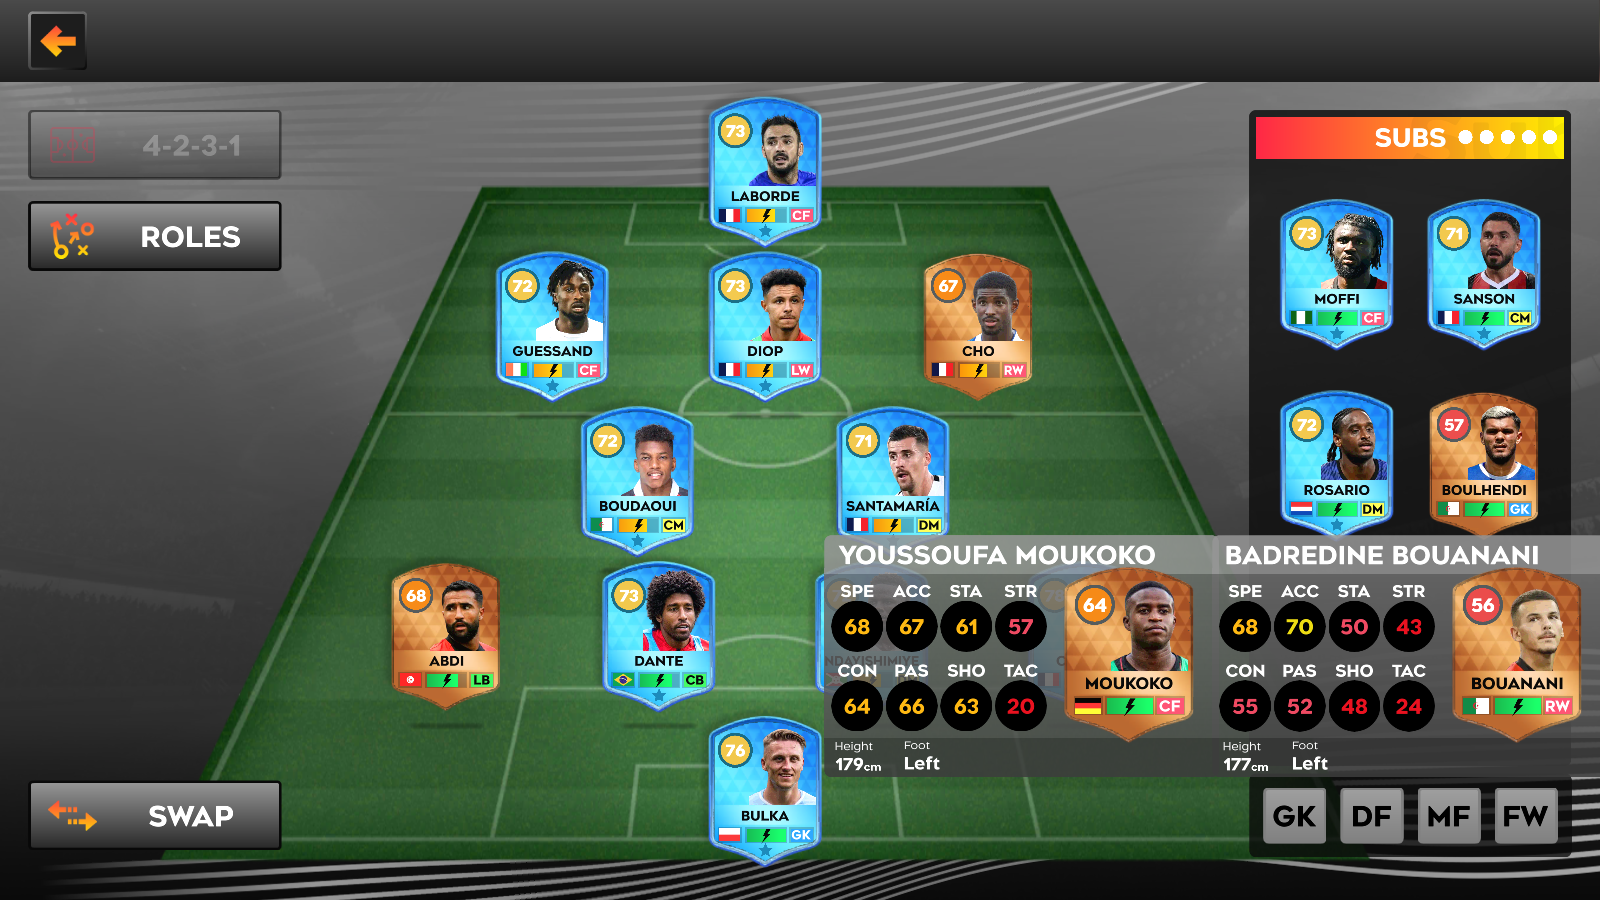 4-2-3-1
ROLES
SUBS
73
LABORDE
CF
72
GUESSAND
CF
73
DIOP
LW
67
CHO
RW
73
MOFFI
CF
71
SANSON
CM
72
BOUDAOUI
CM
71
SANTAMARÍA
DM
72
ROSARIO
DM
57
BOULHENDI
GK
68
ABDI
LB
73
DANTE
CB
NDAYISHIMIYE
YOUSSOUFA MOUKOKO
SPE ACC STA STR
68 67 61 57
CON PAS SHO TAC
64 66 63 20
Height Foot
179cm Left
64
MOUKOKO
CF
BADREDINE BOUANANI
SPE ACC STA STR
68 70 50 43
CON PAS SHO TAC
55 52 48 24
Height Foot
177cm Left
56
BOUANANI
RW
76
BULKA
GK
SWAP
GK DF MF FW